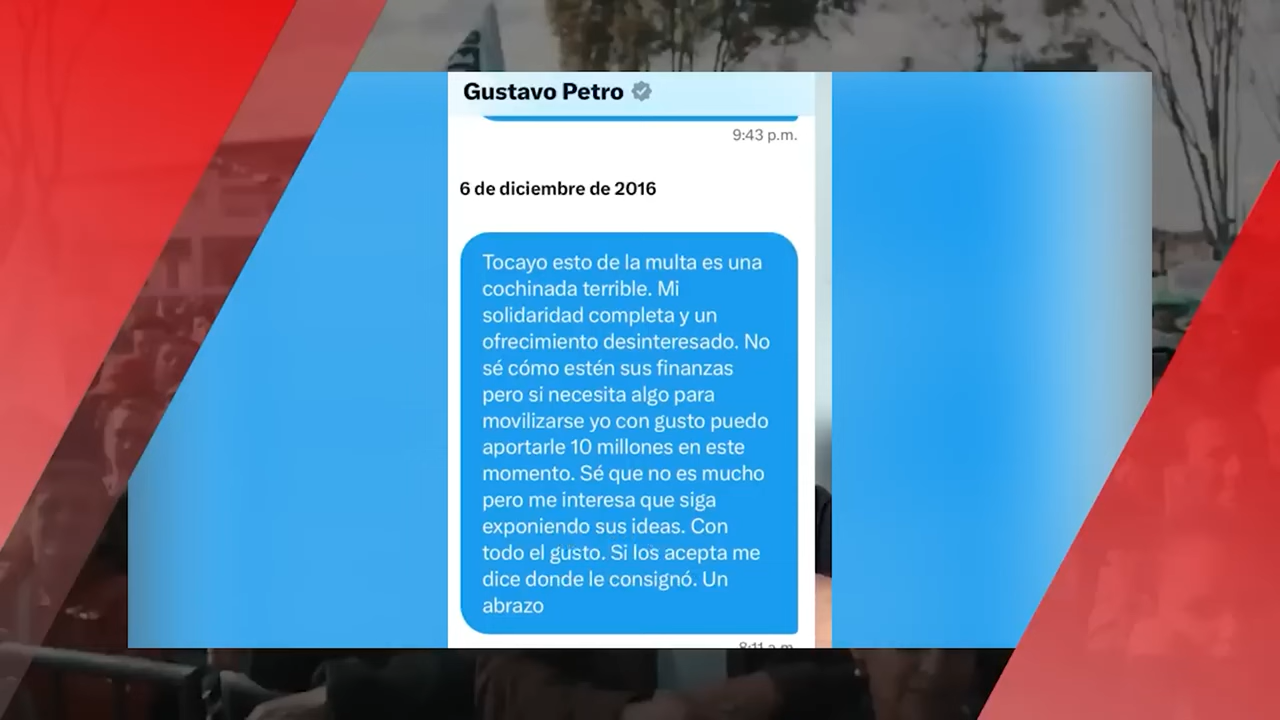 Gustavo Petro
9:43 p.m.
6 de diciembre de 2016
Tocayo esto de la multa es una
cochinada terrible. Mi
solidaridad completa y un
ofrecimiento desinteresado. No
sé cómo estén sus finanzas
pero si necesita algo para
movilizarse yo con gusto puedo
aportarle 10 millones en este
momento. Sé que no es mucho
pero me interesa que siga
exponiendo sus ideas. Con
todo el gusto. Si los acepta me
dice donde le consignó. Un
abrazo
8:11 a.m.